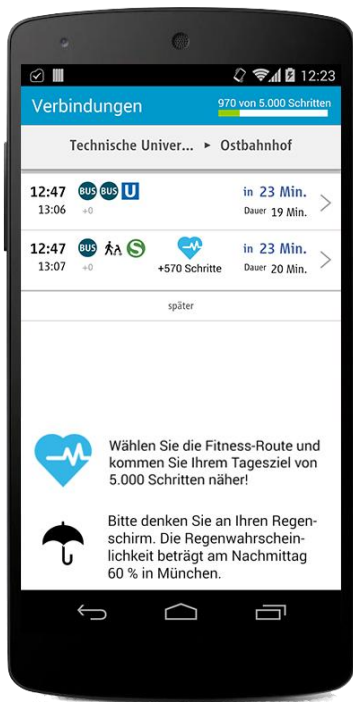 12:23
Verbindungen
970 von 5.000 Schritten
Technische Univer... ▸ Ostbahnhof
12:47 BUS BUS U in 23 Min.
13:06 +0 Dauer 19 Min.
12:47 BUS S in 23 Min.
13:07 +0 +570 Schritte Dauer 20 Min.
später
Wählen Sie die Fitness-Route und
kommen Sie Ihrem Tagesziel von
5.000 Schritten näher!
Bitte denken Sie an Ihren Regen-
schirm. Die Regenwahrschein-
lichkeit beträgt am Nachmittag
60 % in München.